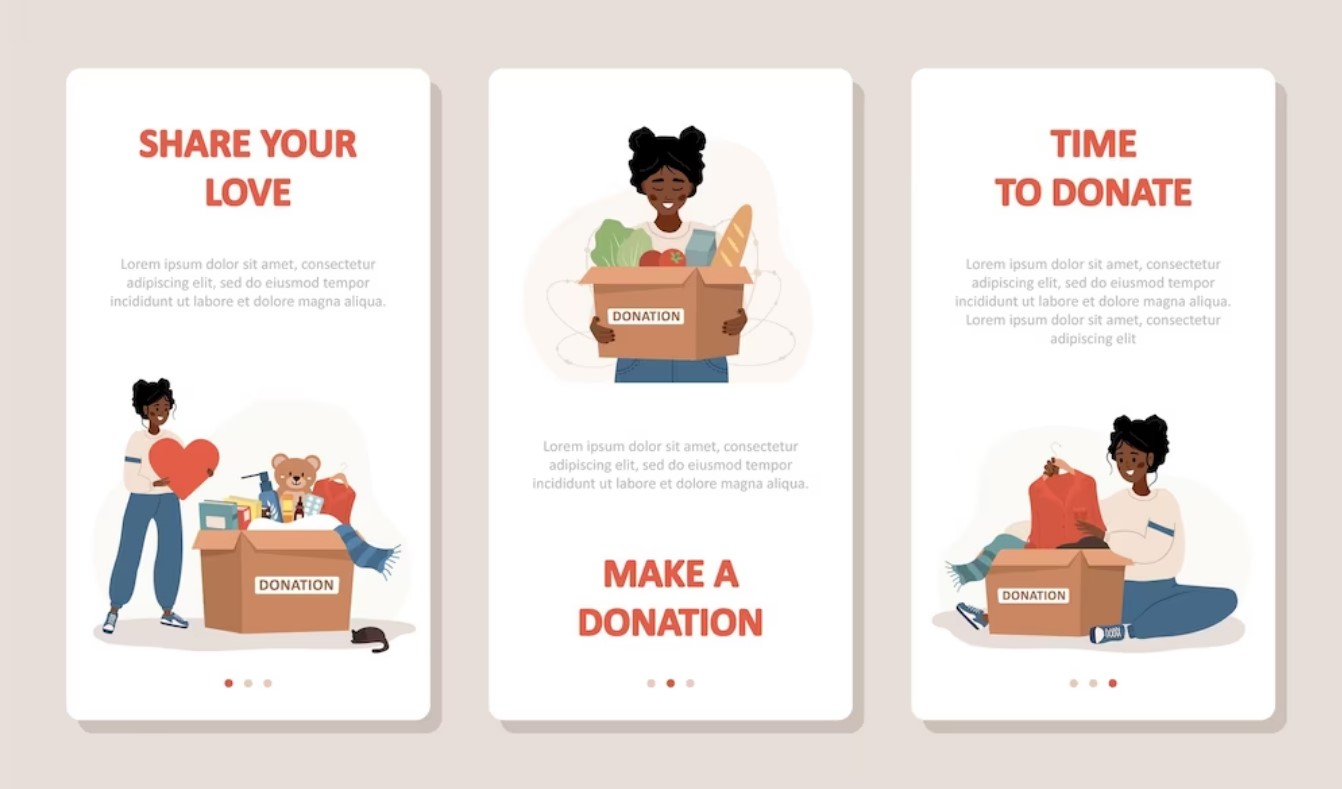 SHARE YOUR
LOVE
Lorem ipsum dolor sit amet, consectetur
adipiscing elit, sed do eiusmod tempor
incididunt ut labore et dolore magna aliqua.
DONATION
DONATION
Lorem ipsum dolor sit amet, consectetur
adipiscing elit, sed do eiusmod tempor
incididunt ut labore et dolore magna aliqua.
MAKE A
DONATION
TIME
TO DONATE
Lorem ipsum dolor sit amet, consectetur
adipiscing elit, sed do eiusmod tempor
incididunt ut labore et dolore magna aliqua.
Lorem ipsum dolor sit amet, consectetur
adipiscing elit
DONATION